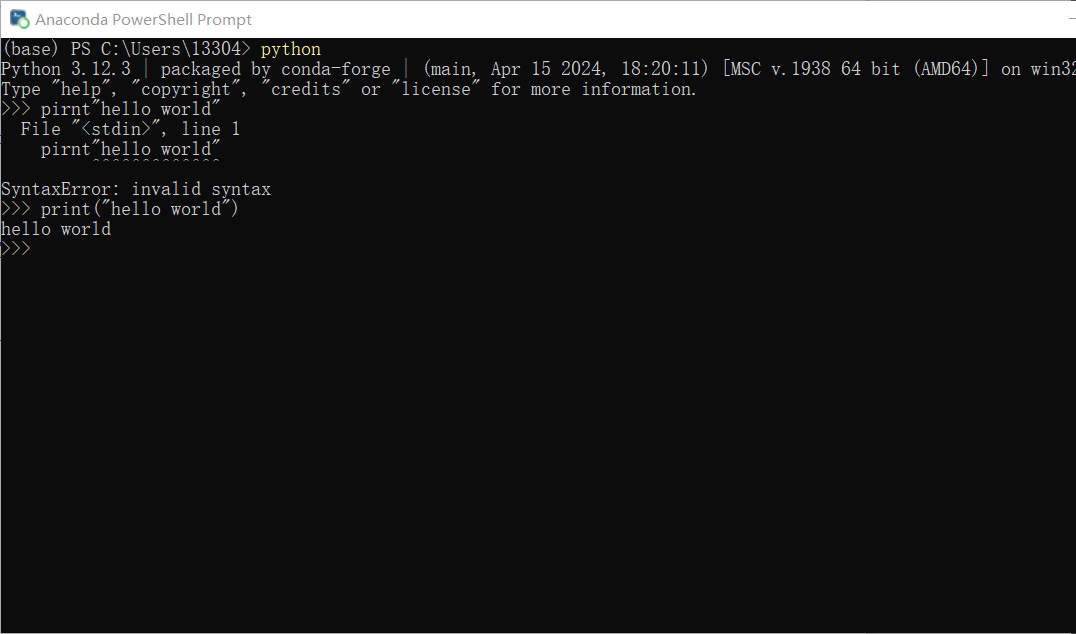 Anaconda PowerShell Prompt
(base) PS C:\Users\13304> python
Python 3.12.3 | packaged by conda-forge | (main, Apr 15 2024, 18:20:11) [MSC v.1938 64 bit (AMD64)] on win32
Type "help", "copyright", "credits" or "license" for more information.
>>> pirnt"hello world"
  File "<stdin>", line 1
    pirnt"hello world"
         ^^^^^^^^^^^^^
SyntaxError: invalid syntax
>>> print("hello world")
hello world
>>>